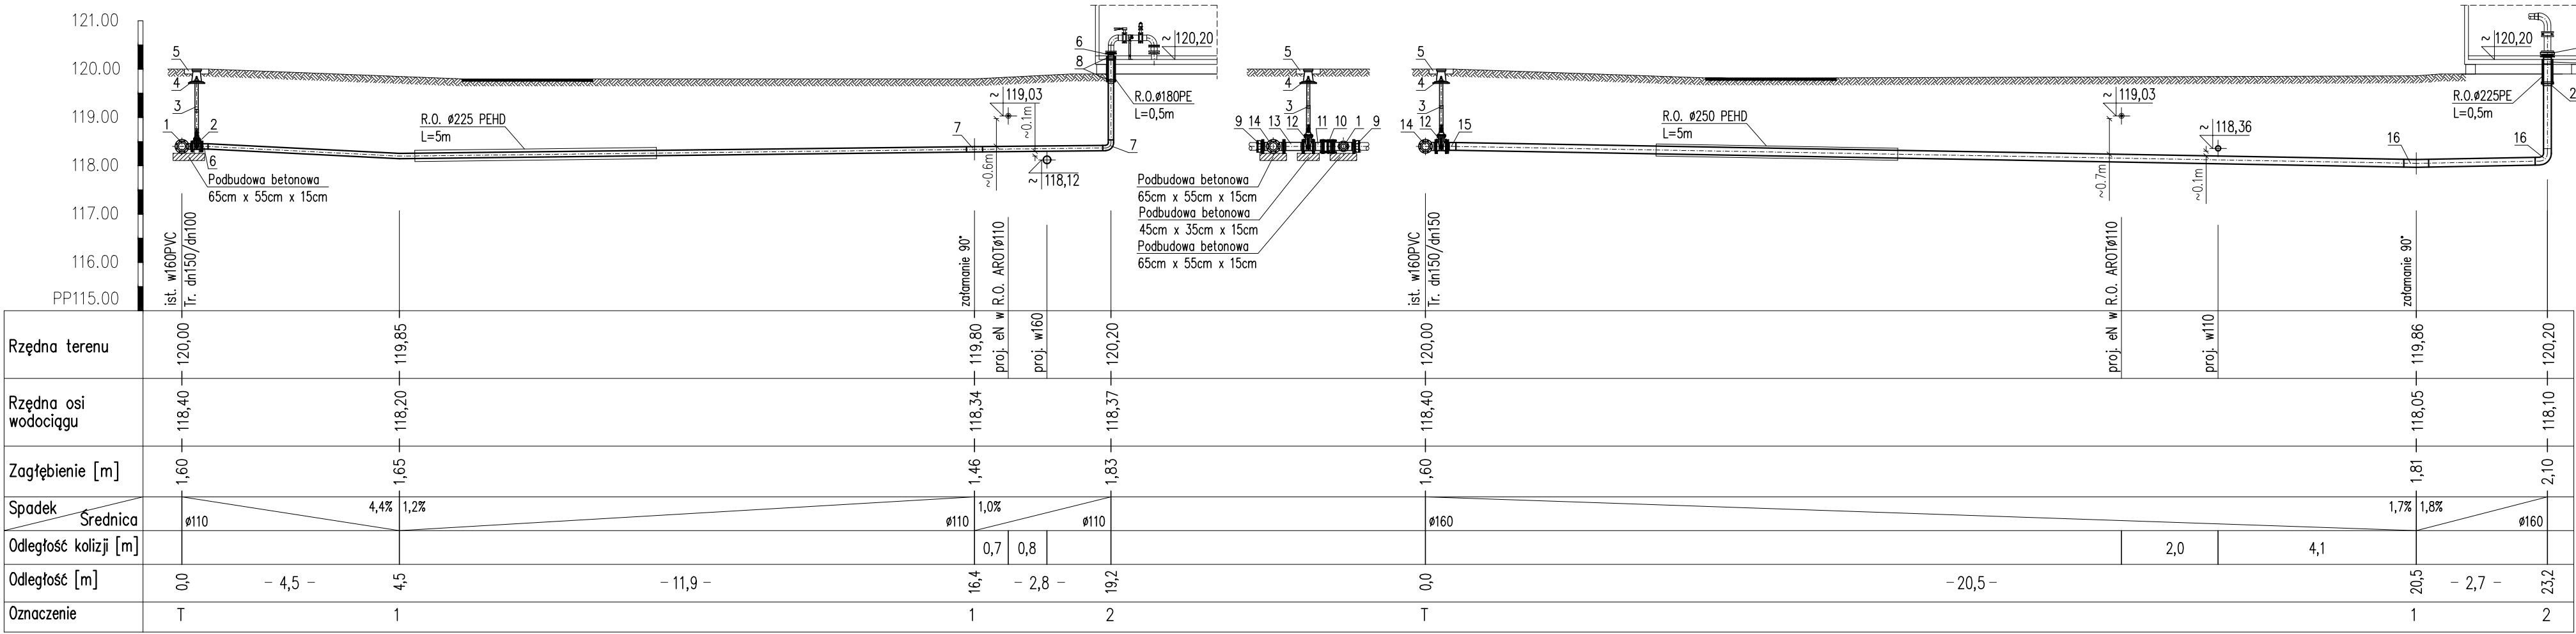 121.00
120.00
119.00
118.00
117.00
116.00
PP115.00
5
4
3
1
2
6
Podbudowa betonowa
65cm x 55cm x 15cm
R.O. ø225 PEHD
L=5m
7
~ 119,03
~0.6m
~0.1m
~ 118,12
6
8
~ 120,20
R.O.ø180PE
L=0,5m
7
ist. w160PVC
Tr. dn150/dn100
załamanie 90°
proj. eN w R.O. AROTø110
proj. w160
5
4
3
9 14 13 12 11 10 1 9
Podbudowa betonowa
65cm x 55cm x 15cm
Podbudowa betonowa
45cm x 35cm x 15cm
Podbudowa betonowa
65cm x 55cm x 15cm
5
4
3
14 12 15
R.O. ø250 PEHD
L=5m
~ 119,03
~ 118,36
~0.7m
~0.1m
16
16
~ 120,20
R.O.ø225PE
L=0,5m
2
ist. w160PVC
Tr. dn150/dn150
proj. eN w R.O. AROTø110
proj. w110
załamanie 90°
Rzędna terenu 120,00 119,85 119,80 120,20 120,00 119,86 120,20
Rzędna osi
wodociągu 118,40 118,20 118,34 118,37 118,40 118,05 118,10
Zagłębienie [m] 1,60 1,65 1,46 1,83 1,60 1,81 2,10
Spadek 4,4% 1,2% 1,0% 1,7% 1,8%
Średnica ø110 ø110 ø110 ø160 ø160
Odległość kolizji [m] 0,7 0,8 2,0 4,1
Odległość [m] 0,0 - 4,5 - 4,5 - 11,9 - 16,4 - 2,8 - 19,2 0,0 - 20,5 - 20,5 - 2,7 - 23,2
Oznaczenie T 1 1 2 T 1 2